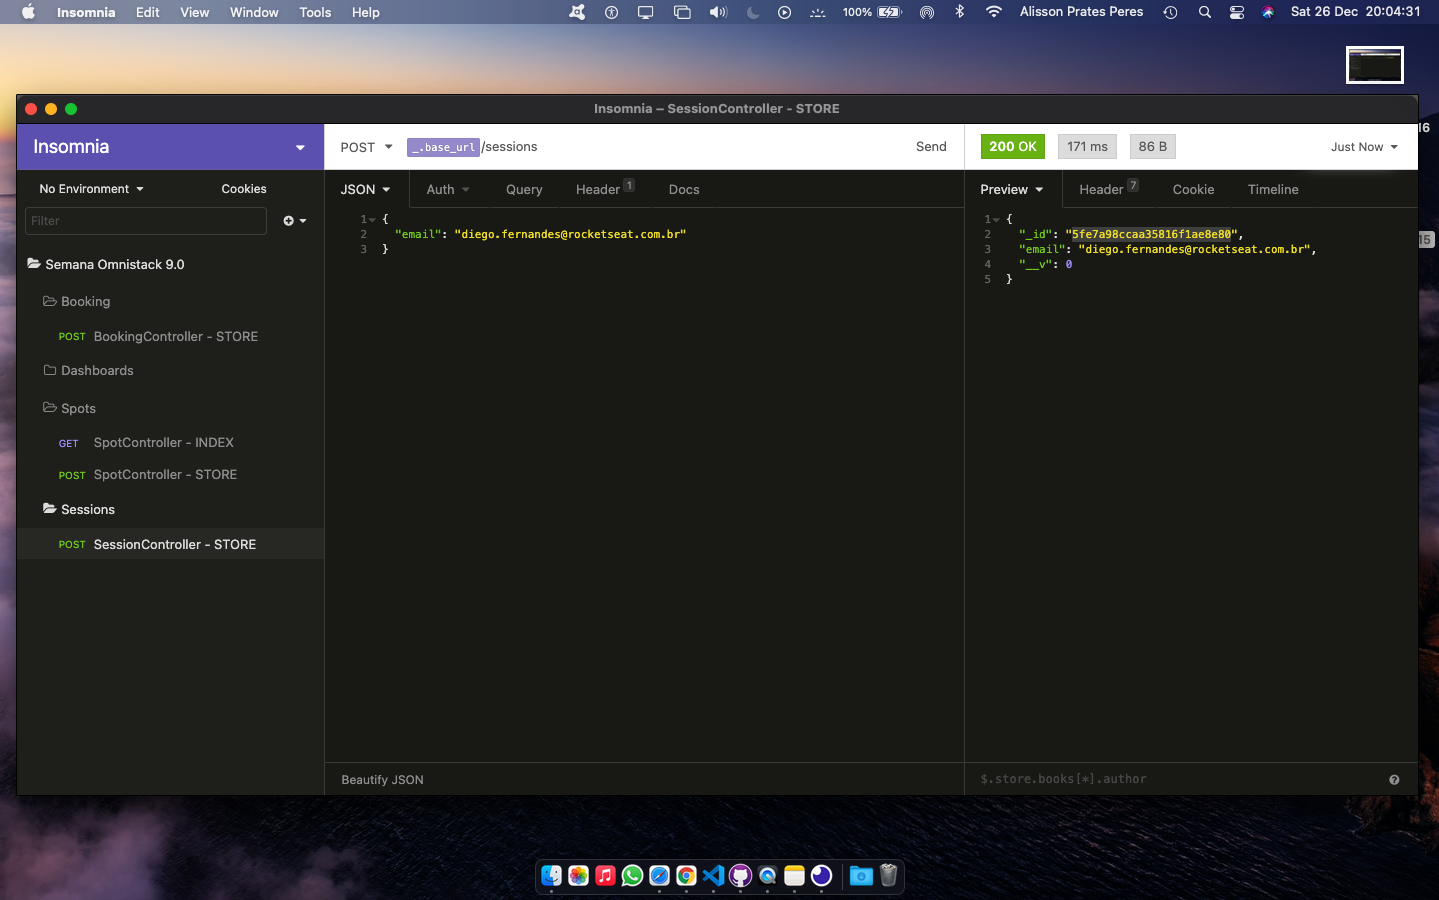 Insomnia Edit View Window Tools Help 100% Alisson Prates Peres Sat 26 Dec 20:04:31
Insomnia – SessionController - STORE
Insomnia
POST _.base_url/sessions Send
200 OK 171 ms 86 B Just Now
No Environment Cookies
Filter
Semana Omnistack 9.0
Booking
POST BookingController - STORE
Dashboards
Spots
GET SpotController - INDEX
POST SpotController - STORE
Sessions
POST SessionController - STORE
JSON Auth Query Header 1 Docs
1 {
2 "email": "diego.fernandes@rocketseat.com.br"
3 }
Beautify JSON
Preview Header 7 Cookie Timeline
1 {
2 "_id": "5fe7a98ccaa35816f1ae8e80",
3 "email": "diego.fernandes@rocketseat.com.br",
4 "__v": 0
5 }
$.store.books[*].author
16
15